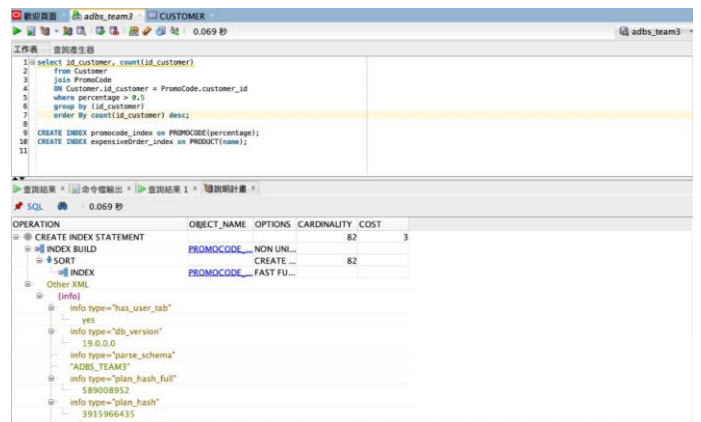 歡迎頁面 adbs_team3 CUSTOMER
0.069 秒 adbs_team3
工作表 查詢產生器
1 select id_customer, count(id_customer)
2 from Customer
3 join PromoCode
4 ON Customer.id_customer = PromoCode.customer_id
5 where percentage > 0.5
6 group by (id_customer)
7 order By count(id_customer) desc;
8
9 CREATE INDEX promocode_index on PROMOCODE(percentage);
10 CREATE INDEX expensiveOrder_index on PRODUCT(name);
11
查詢結果 × 命令檔輸出 × 查詢結果 1 × 說明計畫 ×
SQL 0.069 秒
OPERATION OBJECT_NAME OPTIONS CARDINALITY COST
CREATE INDEX STATEMENT 82 3
INDEX BUILD PROMOCODE_... NON UNI...
SORT CREATE ... 82
INDEX PROMOCODE_... FAST FU...
Other XML
{info}
info type="has_user_tab"
yes
info type="db_version"
19.0.0.0
info type="parse_schema"
"ADBS_TEAM3"
info type="plan_hash_full"
589008952
info type="plan_hash"
3915966435